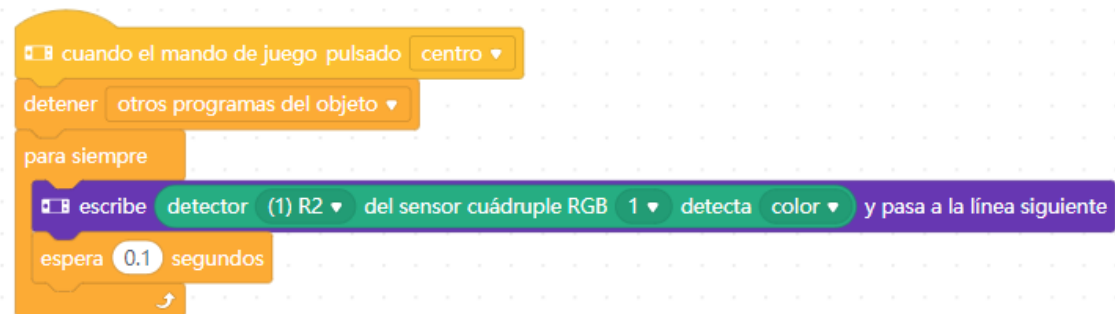 cuando el mando de juego pulsado centro
detener otros programas del objeto
para siempre
escribe detector (1) R2 del sensor cuádruple RGB 1 detecta color y pasa a la línea siguiente
espera 0.1 segundos